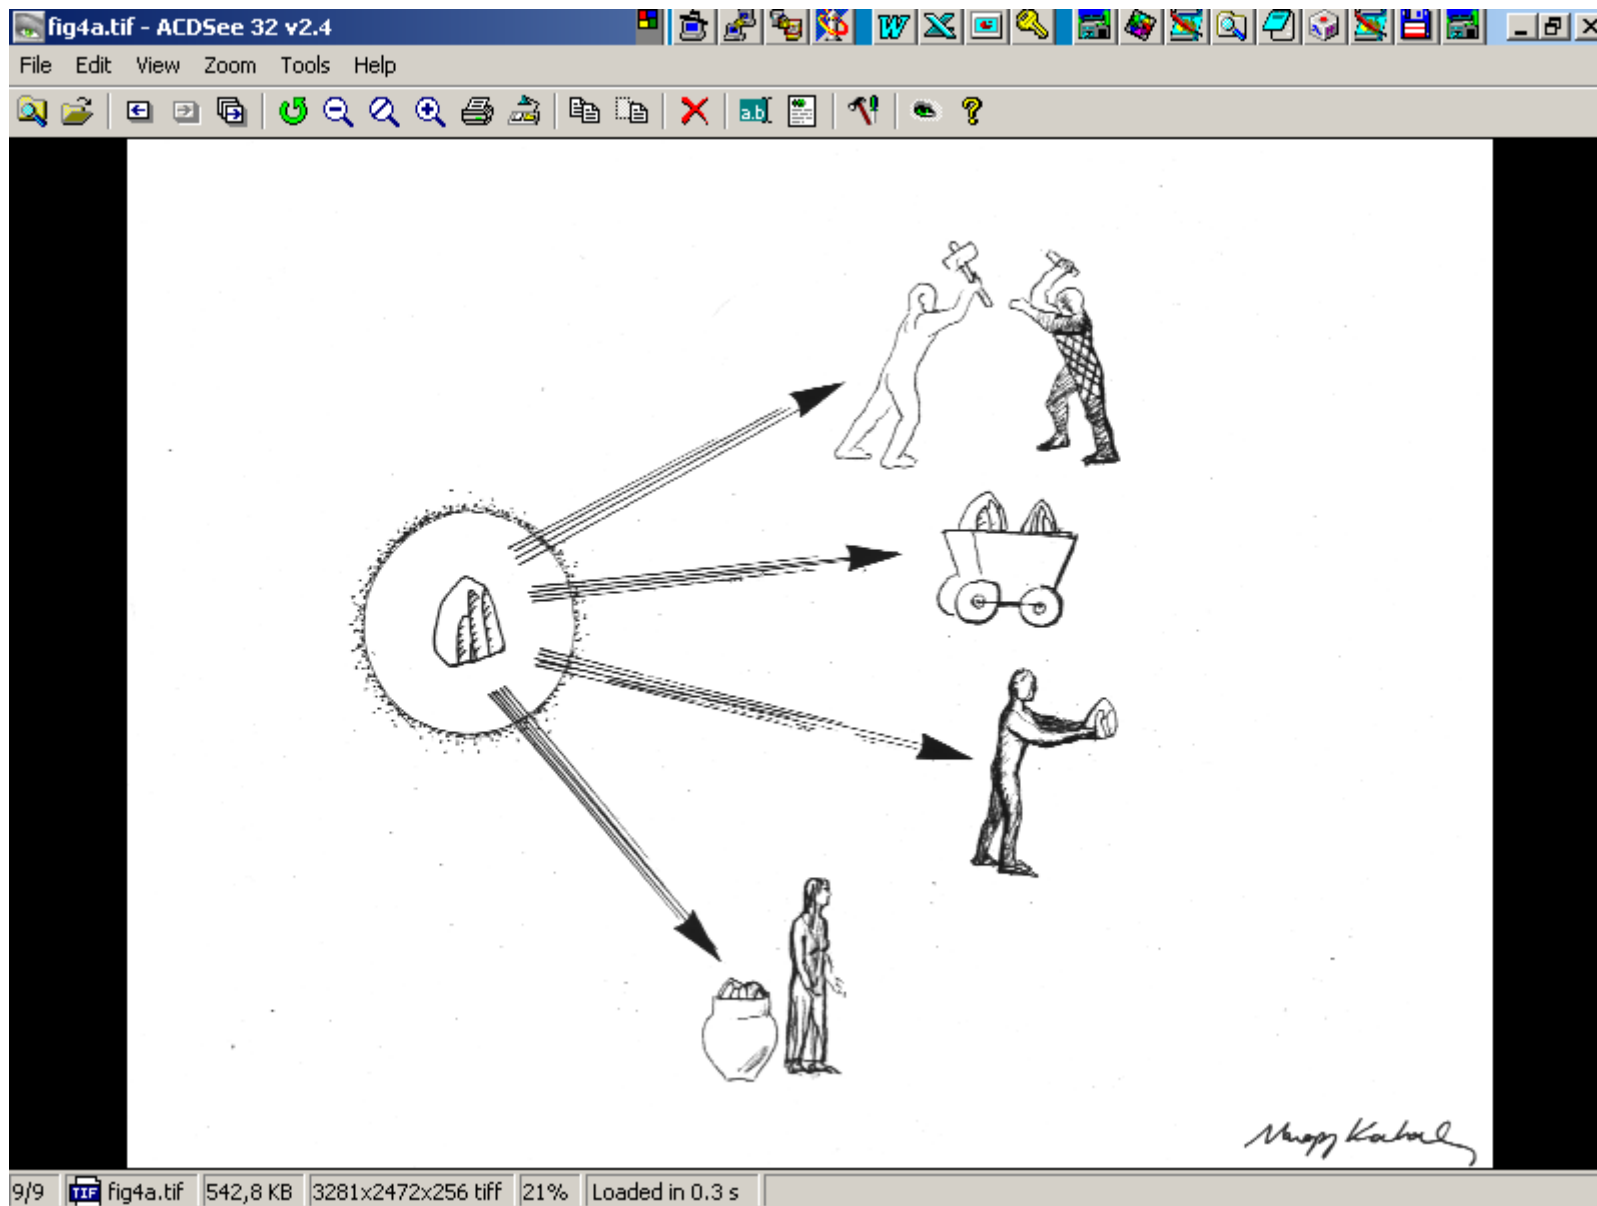 fig4a.tif - ACDSee 32 v2.4
File Edit View Zoom Tools Help
a.b
9/9 TIF fig4a.tif 542,8 KB 3281x2472x256 tiff 21% Loaded in 0.3 s